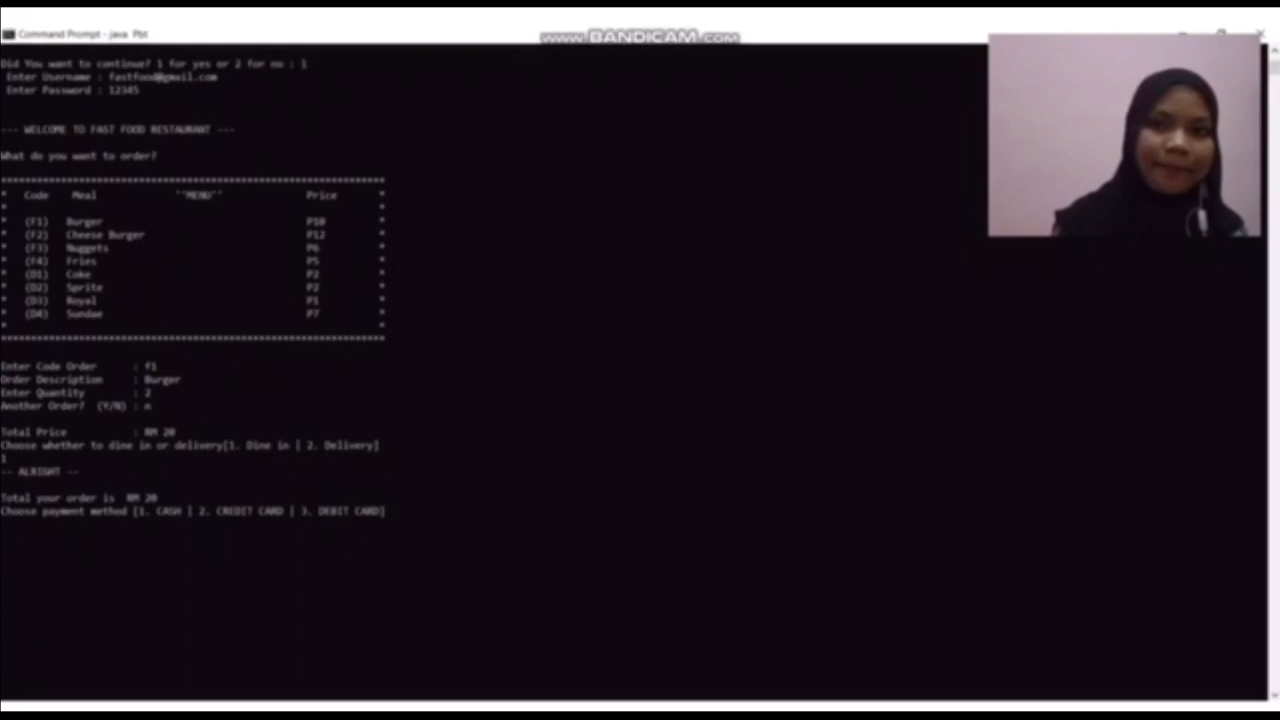 Command Prompt - java Pbt
www.BANDICAM.com
Did You want to continue? 1 for yes or 2 for no : 1
Enter Username : fastfood@gmail.com
Enter Password : 12345
--- WELCOME TO FAST FOOD RESTAURANT ---
What do you want to order?
**********************************************************************
* Code Meal ''MENU'' Price *
* *
* (F1) Burger P10 *
* (F2) Cheese Burger P12 *
* (F3) Nuggets P6 *
* (F4) Fries P5 *
* (D1) Coke P2 *
* (D2) Sprite P2 *
* (D3) Royal P1 *
* (D4) Sundae P7 *
* *
**********************************************************************
Enter Code Order : f1
Order Description : Burger
Enter Quantity : 2
Another Order? (Y/N) : n
Total Price : RM 20
Choose whether to dine in or delivery[1. Dine in | 2. Delivery]
1
-- ALRIGHT --
Total your order is RM 20
Choose payment method [1. CASH | 2. CREDIT CARD | 3. DEBIT CARD]